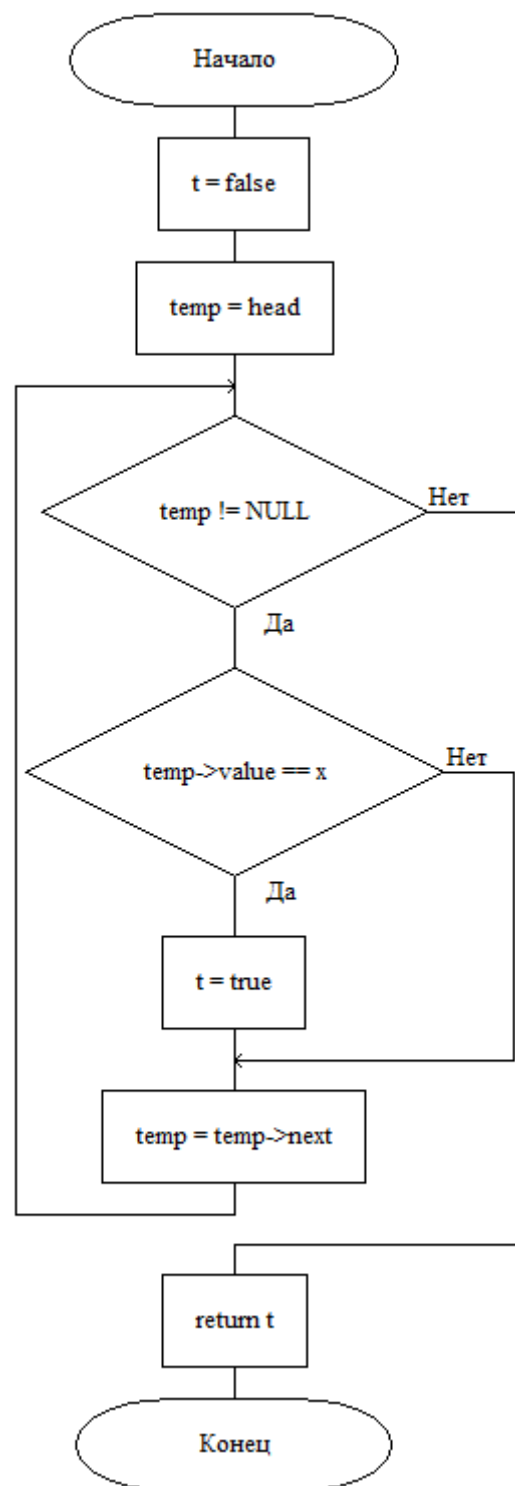 Начало
t = false
temp = head
temp != NULL
Нет
Да
temp->value == x
Нет
Да
t = true
temp = temp->next
return t
Конец